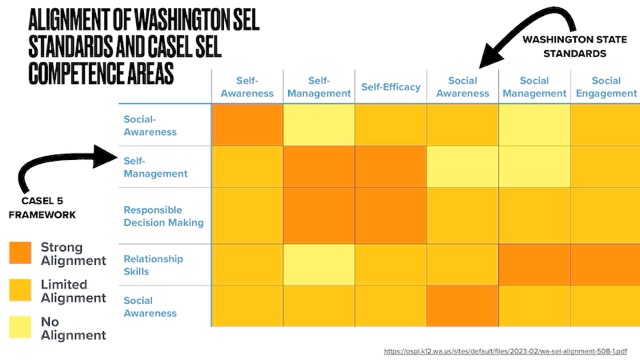 ALIGNMENT OF WASHINGTON SEL
STANDARDS AND CASEL SEL
COMPETENCE AREAS
WASHINGTON STATE
STANDARDS
Self-
Awareness
Self-
Management
Self-Efficacy
Social
Awareness
Social
Management
Social
Engagement
Social-
Awareness
Self-
Management
Responsible
Decision Making
Relationship
Skills
Social
Awareness
CASEL 5
FRAMEWORK
Strong
Alignment
Limited
Alignment
No
Alignment
https://ospi.k12.wa.us/sites/default/files/2023-02/wa-sel-alignment-508-1.pdf